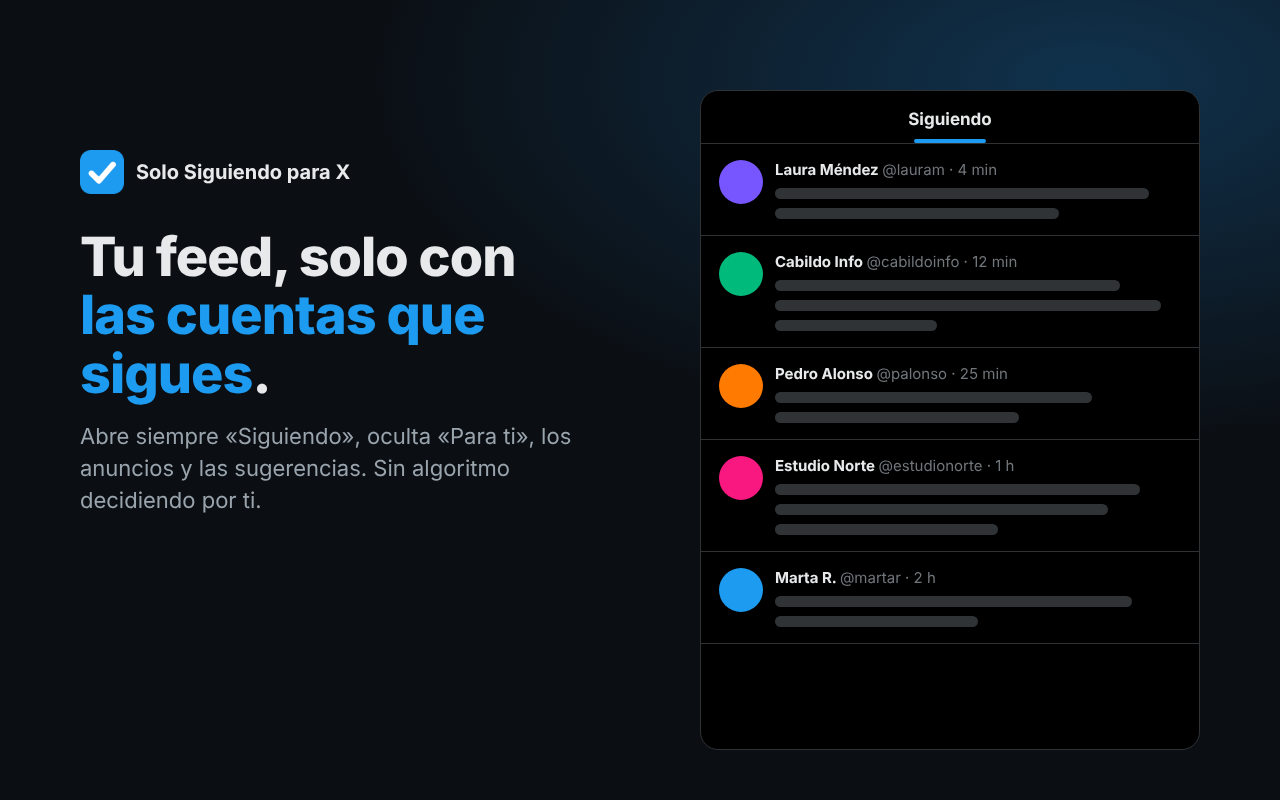 Solo Siguiendo para X
Tu feed, solo con
las cuentas que
sigues.
Abre siempre «Siguiendo», oculta «Para ti», los
anuncios y las sugerencias. Sin algoritmo
decidiendo por ti.
Siguiendo
Laura Méndez @lauram · 4 min
Cabildo Info @cabildoinfo · 12 min
Pedro Alonso @palonso · 25 min
Estudio Norte @estudionorte · 1 h
Marta R. @martar · 2 h